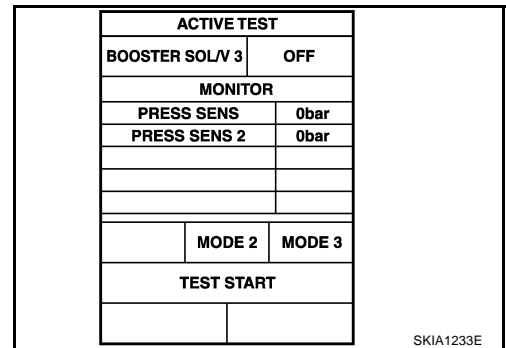 ACTIVE TEST
BOOSTER SOL/V 3 OFF
MONITOR
PRESS SENS 0bar
PRESS SENS 2 0bar
MODE 2 MODE 3
TEST START
SKIA1233E